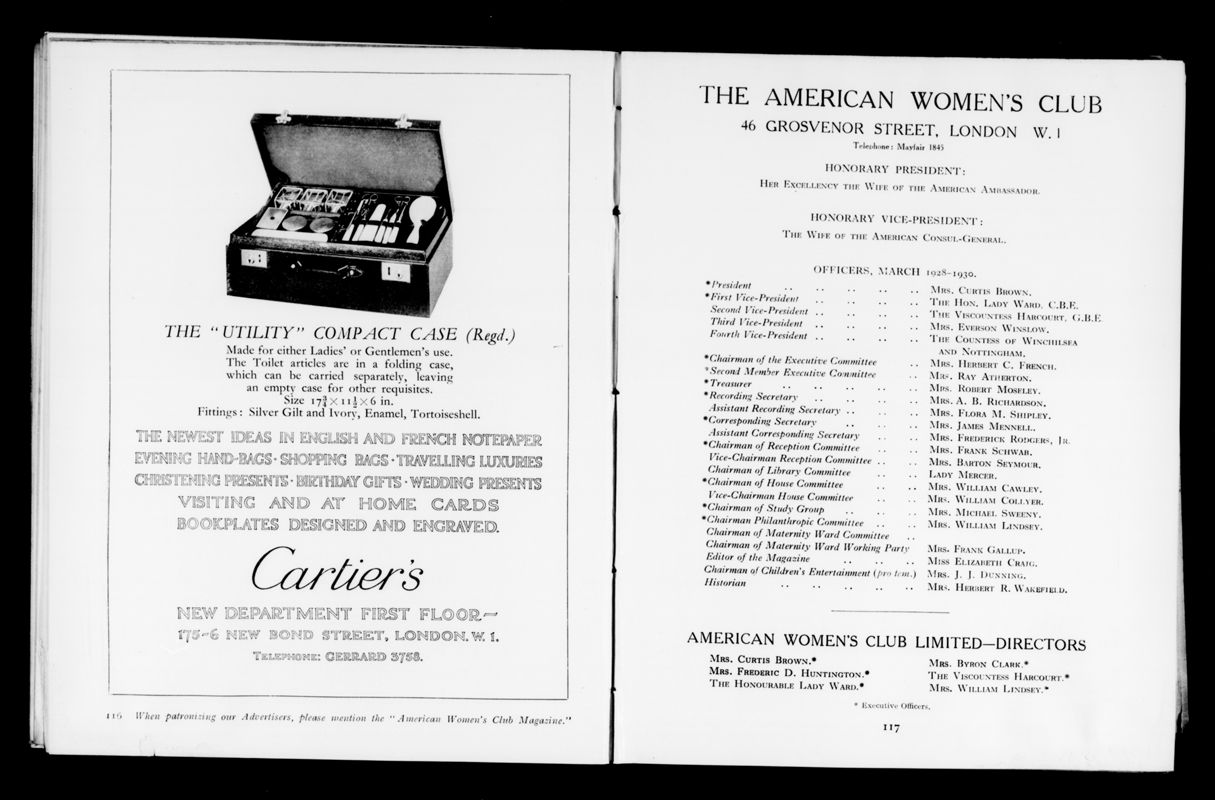 THE "UTILITY" COMPACT CASE (Regd.)
Made for either Ladies' or Gentlemen's use.
The Toilet articles are in a folding case,
which can be carried separately, leaving
an empty case for other requisites.
Size 17¾ × 11½ × 6 in.
Fittings: Silver Gilt and Ivory, Enamel, Tortoiseshell.
THE NEWEST IDEAS IN ENGLISH AND FRENCH NOTEPAPER
EVENING HAND-BAGS · SHOPPING BAGS · TRAVELLING LUXURIES
CHRISTENING PRESENTS · BIRTHDAY GIFTS · WEDDING PRESENTS
VISITING AND AT HOME CARDS
BOOKPLATES DESIGNED AND ENGRAVED.
Cartier's
NEW DEPARTMENT FIRST FLOOR—
175-6 NEW BOND STREET, LONDON. W. 1.
TELEPHONE: GERRARD 3758.
116 When patronizing our Advertisers, please mention the "American Women's Club Magazine."
THE AMERICAN WOMEN'S CLUB
46 GROSVENOR STREET, LONDON W. 1
Telephone: Mayfair 1845
HONORARY PRESIDENT:
HER EXCELLENCY THE WIFE OF THE AMERICAN AMBASSADOR.
HONORARY VICE-PRESIDENT:
THE WIFE OF THE AMERICAN CONSUL-GENERAL.
OFFICERS, MARCH 1928-1930.
*President .. .. .. .. .. MRS. CURTIS BROWN.
*First Vice-President .. .. .. .. THE HON. LADY WARD, C.B.E.
Second Vice-President .. .. .. .. THE VISCOUNTESS HARCOURT, G.B.E.
Third Vice-President .. .. .. .. MRS. EVERSON WINSLOW.
Fourth Vice-President .. .. .. .. THE COUNTESS OF WINCHILSEA
AND NOTTINGHAM.
*Chairman of the Executive Committee .. MRS. HERBERT C. FRENCH.
*Second Member Executive Committee .. MRS. RAY ATHERTON.
*Treasurer .. .. .. .. .. MRS. ROBERT MOSELEY.
*Recording Secretary .. .. .. .. MRS. A. B. RICHARDSON.
Assistant Recording Secretary .. .. .. MRS. FLORA M. SHIPLEY.
*Corresponding Secretary .. .. .. MRS. JAMES MENNELL.
Assistant Corresponding Secretary .. .. MRS. FREDERICK RODGERS, JR.
*Chairman of Reception Committee .. .. MRS. FRANK SCHWAB.
Vice-Chairman Reception Committee .. .. MRS. BARTON SEYMOUR.
Chairman of Library Committee .. .. LADY MERCER.
*Chairman of House Committee .. .. MRS. WILLIAM CAWLEY.
Vice-Chairman House Committee .. .. MRS. WILLIAM COLLYER.
*Chairman of Study Group .. .. .. MRS. MICHAEL SWEENY.
*Chairman Philanthropic Committee .. .. MRS. WILLIAM LINDSEY.
Chairman of Maternity Ward Committee ..
Chairman of Maternity Ward Working Party MRS. FRANK GALLUP.
Editor of the Magazine .. .. .. MISS ELIZABETH CRAIG.
Chairman of Children's Entertainment (pro tem.) MRS. J. J. DUNNING.
Historian .. .. .. .. .. MRS. HERBERT R. WAKEFIELD.
AMERICAN WOMEN'S CLUB LIMITED—DIRECTORS
MRS. CURTIS BROWN.* MRS. BYRON CLARK.*
MRS. FREDERIC D. HUNTINGTON.* THE VISCOUNTESS HARCOURT.*
THE HONOURABLE LADY WARD.* MRS. WILLIAM LINDSEY.*
* Executive Officers.
117